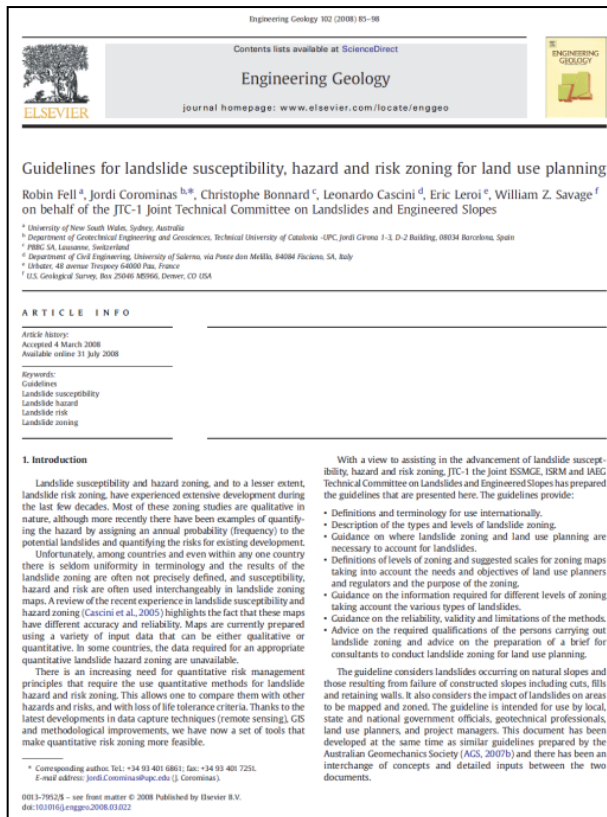 Engineering Geology 102 (2008) 85–98
Contents lists available at ScienceDirect
Engineering Geology
journal homepage: www.elsevier.com/locate/enggeo
ELSEVIER
ENGINEERING
GEOLOGY
Guidelines for landslide susceptibility, hazard and risk zoning for land use planning
Robin Fell a, Jordi Corominas b,*, Christophe Bonnard c, Leonardo Cascini d, Eric Leroi e, William Z. Savage f
on behalf of the JTC-1 Joint Technical Committee on Landslides and Engineered Slopes
a University of New South Wales, Sydney, Australia
b Department of Geotechnical Engineering and Geosciences, Technical University of Catalonia -UPC, Jordi Girona 1-3, D-2 Building, 08034 Barcelona, Spain
c PBBG SA, Lausanne, Switzerland
d Department of Civil Engineering, University of Salerno, via Ponte don Melillo, 84084 Fisciano, SA, Italy
e Urbater, 48 avenue Trespoey 64000 Pau, France
f U.S. Geological Survey, Box 25046 MS966, Denver, CO USA
ARTICLE INFO
Article history:
Accepted 4 March 2008
Available online 31 July 2008
Keywords:
Guidelines
Landslide susceptibility
Landslide hazard
Landslide risk
Landslide zoning
1. Introduction
Landslide susceptibility and hazard zoning, and to a lesser extent,
landslide risk zoning, have experienced extensive development during
the last few decades. Most of these zoning studies are qualitative in
nature, although more recently there have been examples of quantify-
ing the hazard by assigning an annual probability (frequency) to the
potential landslides and quantifying the risks for existing development.
Unfortunately, among countries and even within any one country
there is seldom uniformity in terminology and the results of the
landslide zoning are often not precisely defined, and susceptibility,
hazard and risk are often used interchangeably in landslide zoning
maps. A review of the recent experience in landslide susceptibility and
hazard zoning (Cascini et al., 2005) highlights the fact that these maps
have different accuracy and reliability. Maps are currently prepared
using a variety of input data that can be either qualitative or
quantitative. In some countries, the data required for an appropriate
quantitative landslide hazard zoning are unavailable.
There is an increasing need for quantitative risk management
principles that require the use quantitative methods for landslide
hazard and risk zoning. This allows one to compare them with other
hazards and risks, and with loss of life tolerance criteria. Thanks to the
latest developments in data capture techniques (remote sensing), GIS
and methodological improvements, we have now a set of tools that
make quantitative risk zoning more feasible.
* Corresponding author. Tel.: +34 93 401 6861; fax: +34 93 401 7251.
E-mail address: Jordi.Corominas@upc.edu (J. Corominas).
0013-7952/$ – see front matter © 2008 Published by Elsevier B.V.
doi:10.1016/j.enggeo.2008.03.022
With a view to assisting in the advancement of landslide suscept-
ibility, hazard and risk zoning, JTC-1 the Joint ISSMGE, ISRM and IAEG
Technical Committee on Landslides and Engineered Slopes has prepared
the guidelines that are presented here. The guidelines provide:
• Definitions and terminology for use internationally.
• Description of the types and levels of landslide zoning.
• Guidance on where landslide zoning and land use planning are
necessary to account for landslides.
• Definitions of levels of zoning and suggested scales for zoning maps
taking into account the needs and objectives of land use planners
and regulators and the purpose of the zoning.
• Guidance on the information required for different levels of zoning
taking account the various types of landslides.
• Guidance on the reliability, validity and limitations of the methods.
• Advice on the required qualifications of the persons carrying out
landslide zoning and advice on the preparation of a brief for
consultants to conduct landslide zoning for land use planning.
The guideline considers landslides occurring on natural slopes and
those resulting from failure of constructed slopes including cuts, fills
and retaining walls. It also considers the impact of landslides on areas
to be mapped and zoned. The guideline is intended for use by local,
state and national government officials, geotechnical professionals,
land use planners, and project managers. This document has been
developed at the same time as similar guidelines prepared by the
Australian Geomechanics Society (AGS, 2007b) and there has been an
interchange of concepts and detailed inputs between the two
documents.